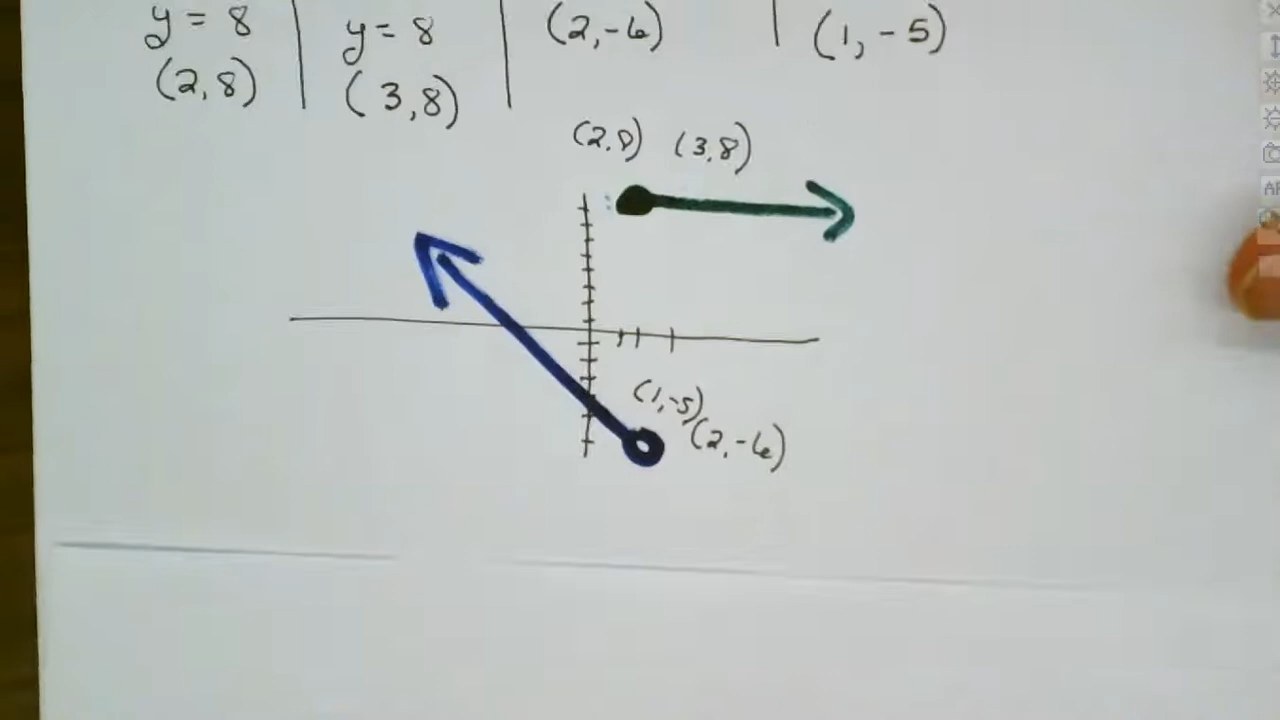 y = 8 | y = 8 | (2, -6) | (1, -5)
(2, 8) (3, 8)
(2, 8) (3, 8)
(1, -5)
(2, -6)